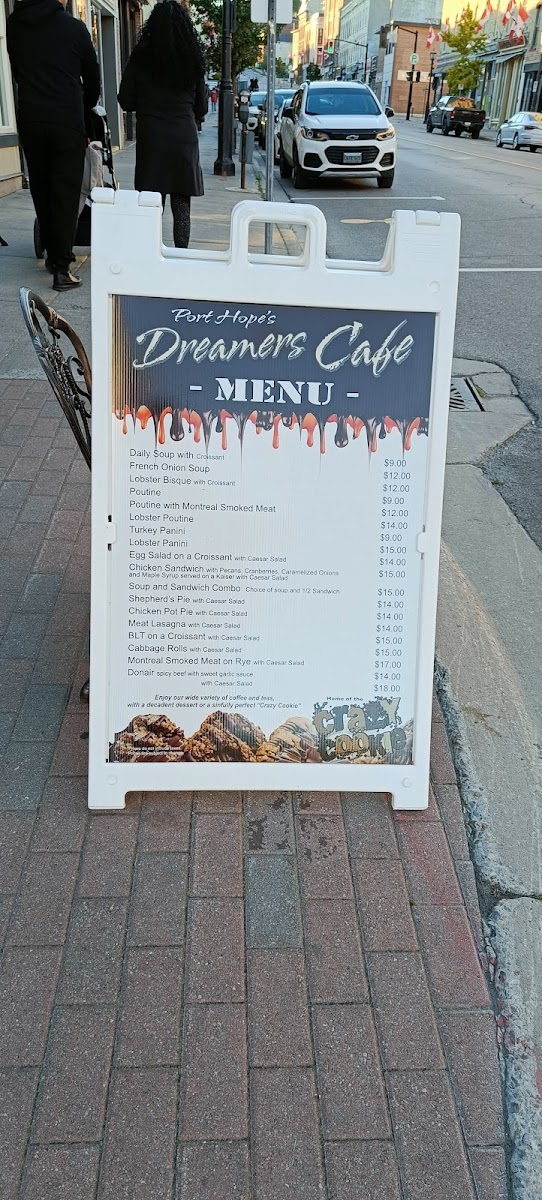 Port Hope's
Dreamers Cafe
- MENU -
Daily Soup with Croissant $9.00
French Onion Soup $12.00
Lobster Bisque with Croissant $12.00
Poutine $9.00
Poutine with Montreal Smoked Meat $12.00
Lobster Poutine $14.00
Turkey Panini $9.00
Lobster Panini $15.00
Egg Salad on a Croissant with Caesar Salad $14.00
Chicken Sandwich with Pecans, Cranberries, Caramelized Onions $15.00
and Maple Syrup served on a Kaiser with Caesar Salad
Soup and Sandwich Combo Choice of soup and 1/2 Sandwich $15.00
Shepherd's Pie with Caesar Salad $14.00
Chicken Pot Pie with Caesar Salad $14.00
Meat Lasagna with Caesar Salad $14.00
BLT on a Croissant with Caesar Salad $15.00
Cabbage Rolls with Caesar Salad $15.00
Montreal Smoked Meat on Rye with Caesar Salad $17.00
Donair spicy beef with sweet garlic sauce $14.00
with Caesar Salad $18.00
Enjoy our wide variety of coffee and teas,
with a decadent dessert or a sinfully perfect "Crazy Cookie"
Home of the
Crazy
Cookie
Prices do not include taxes